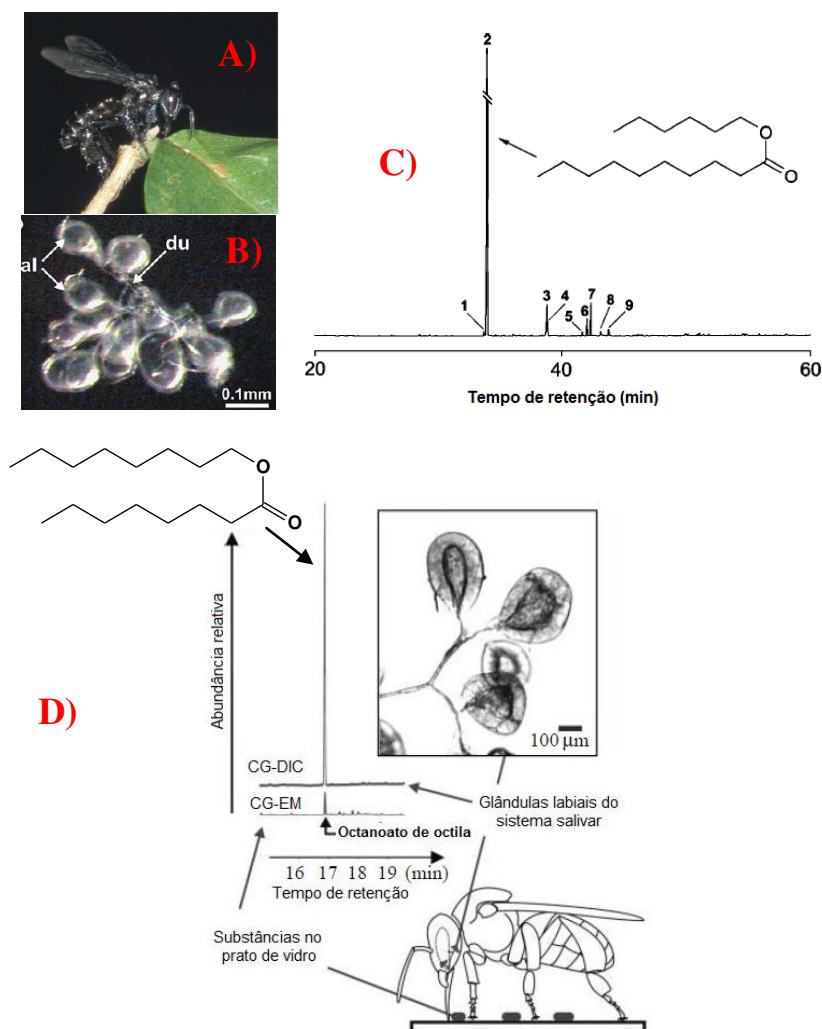 A)
al
du
B)
0.1mm
C)
2
O
O
1
3
4
5
6
7
8
9
20
40
60
Tempo de retenção (min)
O
O
D)
Abundância relativa
CG-DIC
CG-EM
Octanoato de octila
16 17 18 19 (min)
Tempo de retenção
100 µm
Glândulas labiais do
sistema salivar
Substâncias no
prato de vidro